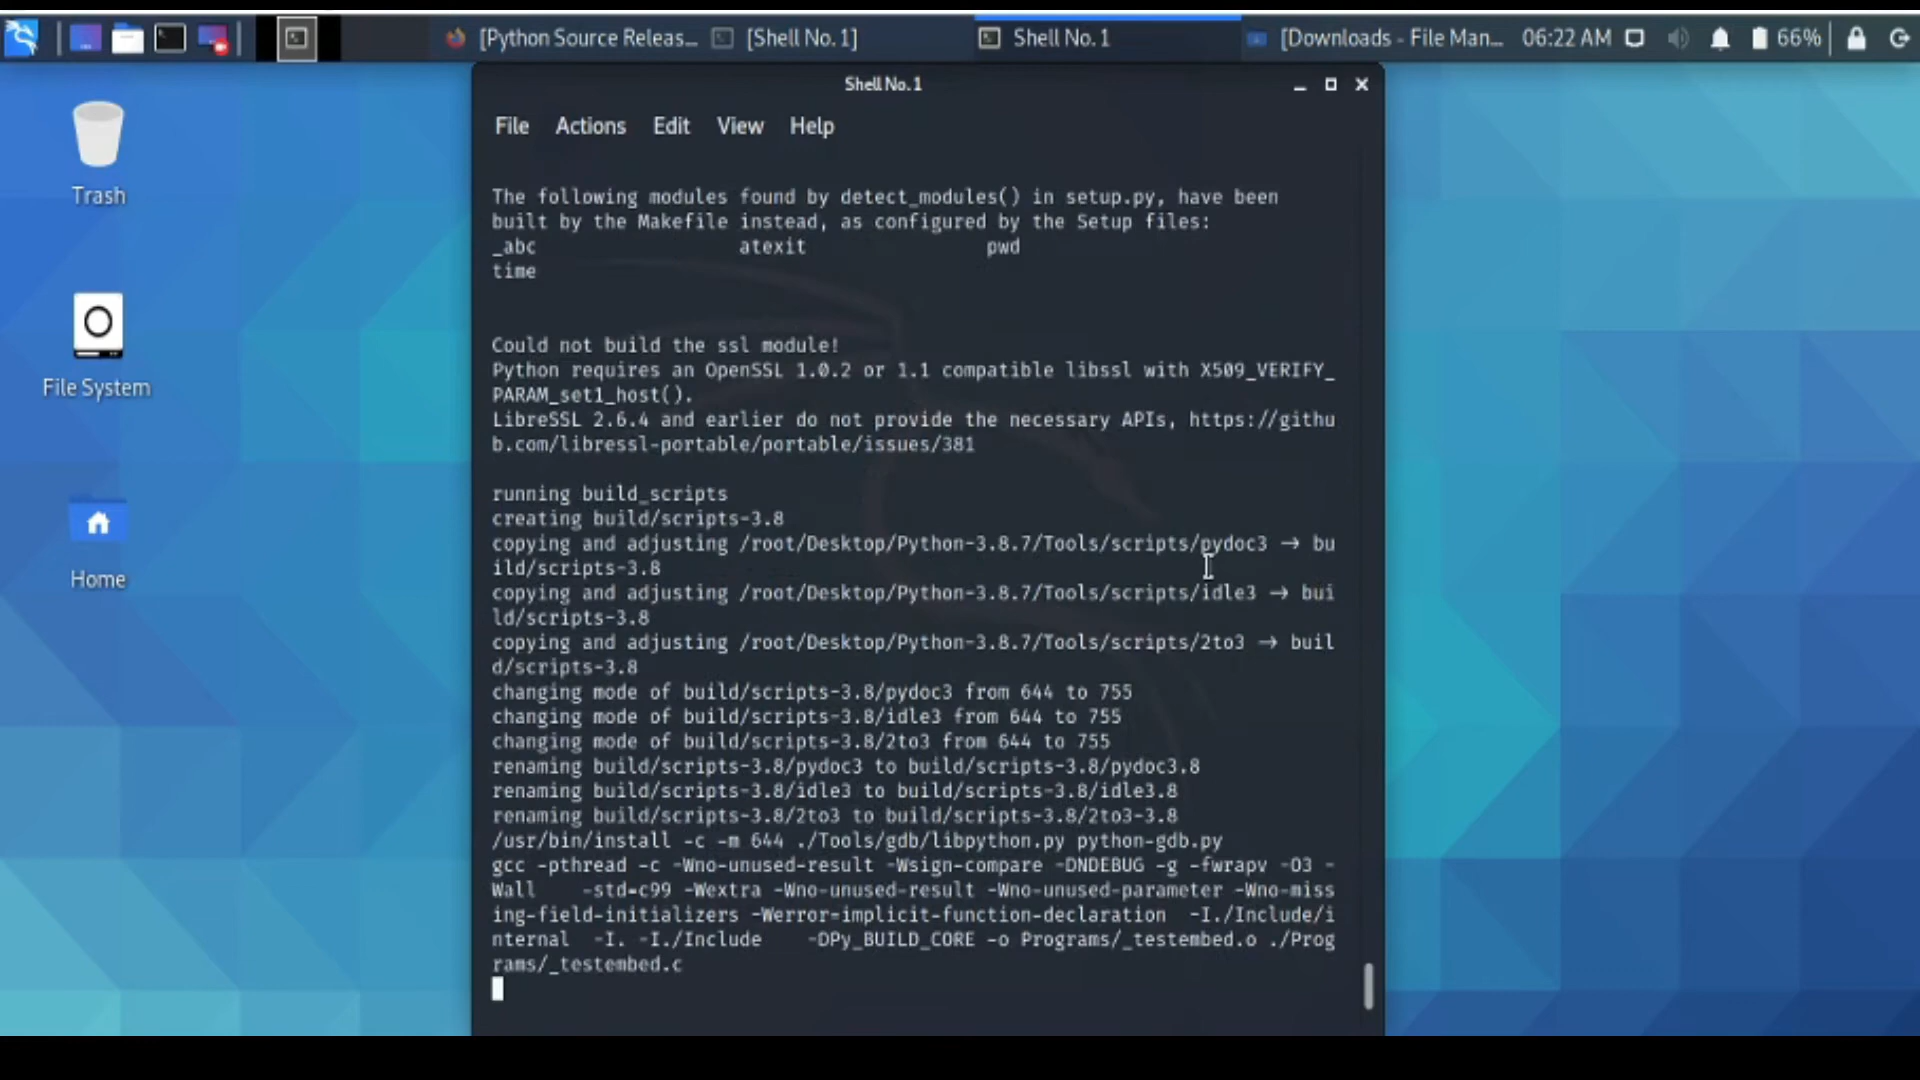 [Python Source Releas...
[Shell No. 1]
Shell No. 1
[Downloads - File Man...
06:22 AM
66%
Shell No. 1
File Actions Edit View Help
Trash
File System
Home
The following modules found by detect_modules() in setup.py, have been
built by the Makefile instead, as configured by the Setup files:
_abc atexit pwd
time
Could not build the ssl module!
Python requires an OpenSSL 1.0.2 or 1.1 compatible libssl with X509_VERIFY_
PARAM_set1_host().
LibreSSL 2.6.4 and earlier do not provide the necessary APIs, https://githu
b.com/libressl-portable/portable/issues/381
running build_scripts
creating build/scripts-3.8
copying and adjusting /root/Desktop/Python-3.8.7/Tools/scripts/pydoc3 → bu
ild/scripts-3.8
copying and adjusting /root/Desktop/Python-3.8.7/Tools/scripts/idle3 → bui
ld/scripts-3.8
copying and adjusting /root/Desktop/Python-3.8.7/Tools/scripts/2to3 → buil
d/scripts-3.8
changing mode of build/scripts-3.8/pydoc3 from 644 to 755
changing mode of build/scripts-3.8/idle3 from 644 to 755
changing mode of build/scripts-3.8/2to3 from 644 to 755
renaming build/scripts-3.8/pydoc3 to build/scripts-3.8/pydoc3.8
renaming build/scripts-3.8/idle3 to build/scripts-3.8/idle3.8
renaming build/scripts-3.8/2to3 to build/scripts-3.8/2to3-3.8
/usr/bin/install -c -m 644 ./Tools/gdb/libpython.py python-gdb.py
gcc -pthread -c -Wno-unused-result -Wsign-compare -DNDEBUG -g -fwrapv -O3 -
Wall -std=c99 -Wextra -Wno-unused-result -Wno-unused-parameter -Wno-miss
ing-field-initializers -Werror=implicit-function-declaration -I./Include/i
nternal -I. -I./Include -DPy_BUILD_CORE -o Programs/_testembed.o ./Prog
rams/_testembed.c